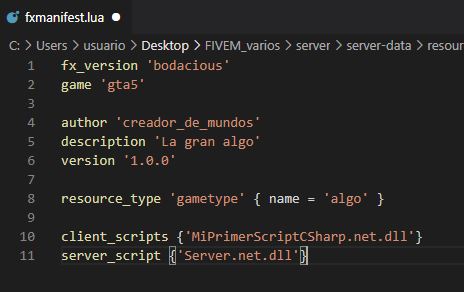 fxmanifest.lua
C: > Users > usuario > Desktop > FIVEM_varios > server > server-data > resour
1 fx_version 'bodacious'
2 game 'gta5'
3
4 author 'creador_de_mundos'
5 description 'La gran algo'
6 version '1.0.0'
7
8 resource_type 'gametype' { name = 'algo' }
9
10 client_scripts {'MiPrimerScriptCSharp.net.dll'}
11 server_script {'Server.net.dll'}